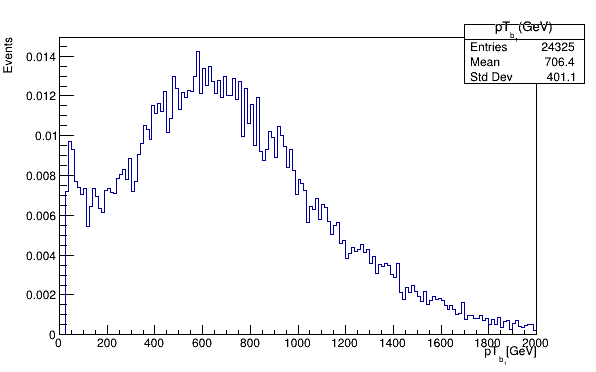 pT_b_1(GeV)
Entries 24325
Mean 706.4
Std Dev 401.1
Events
0.014
0.012
0.01
0.008
0.006
0.004
0.002
0
0 200 400 600 800 1000 1200 1400 1600 1800 2000
pT_b_1[GeV]